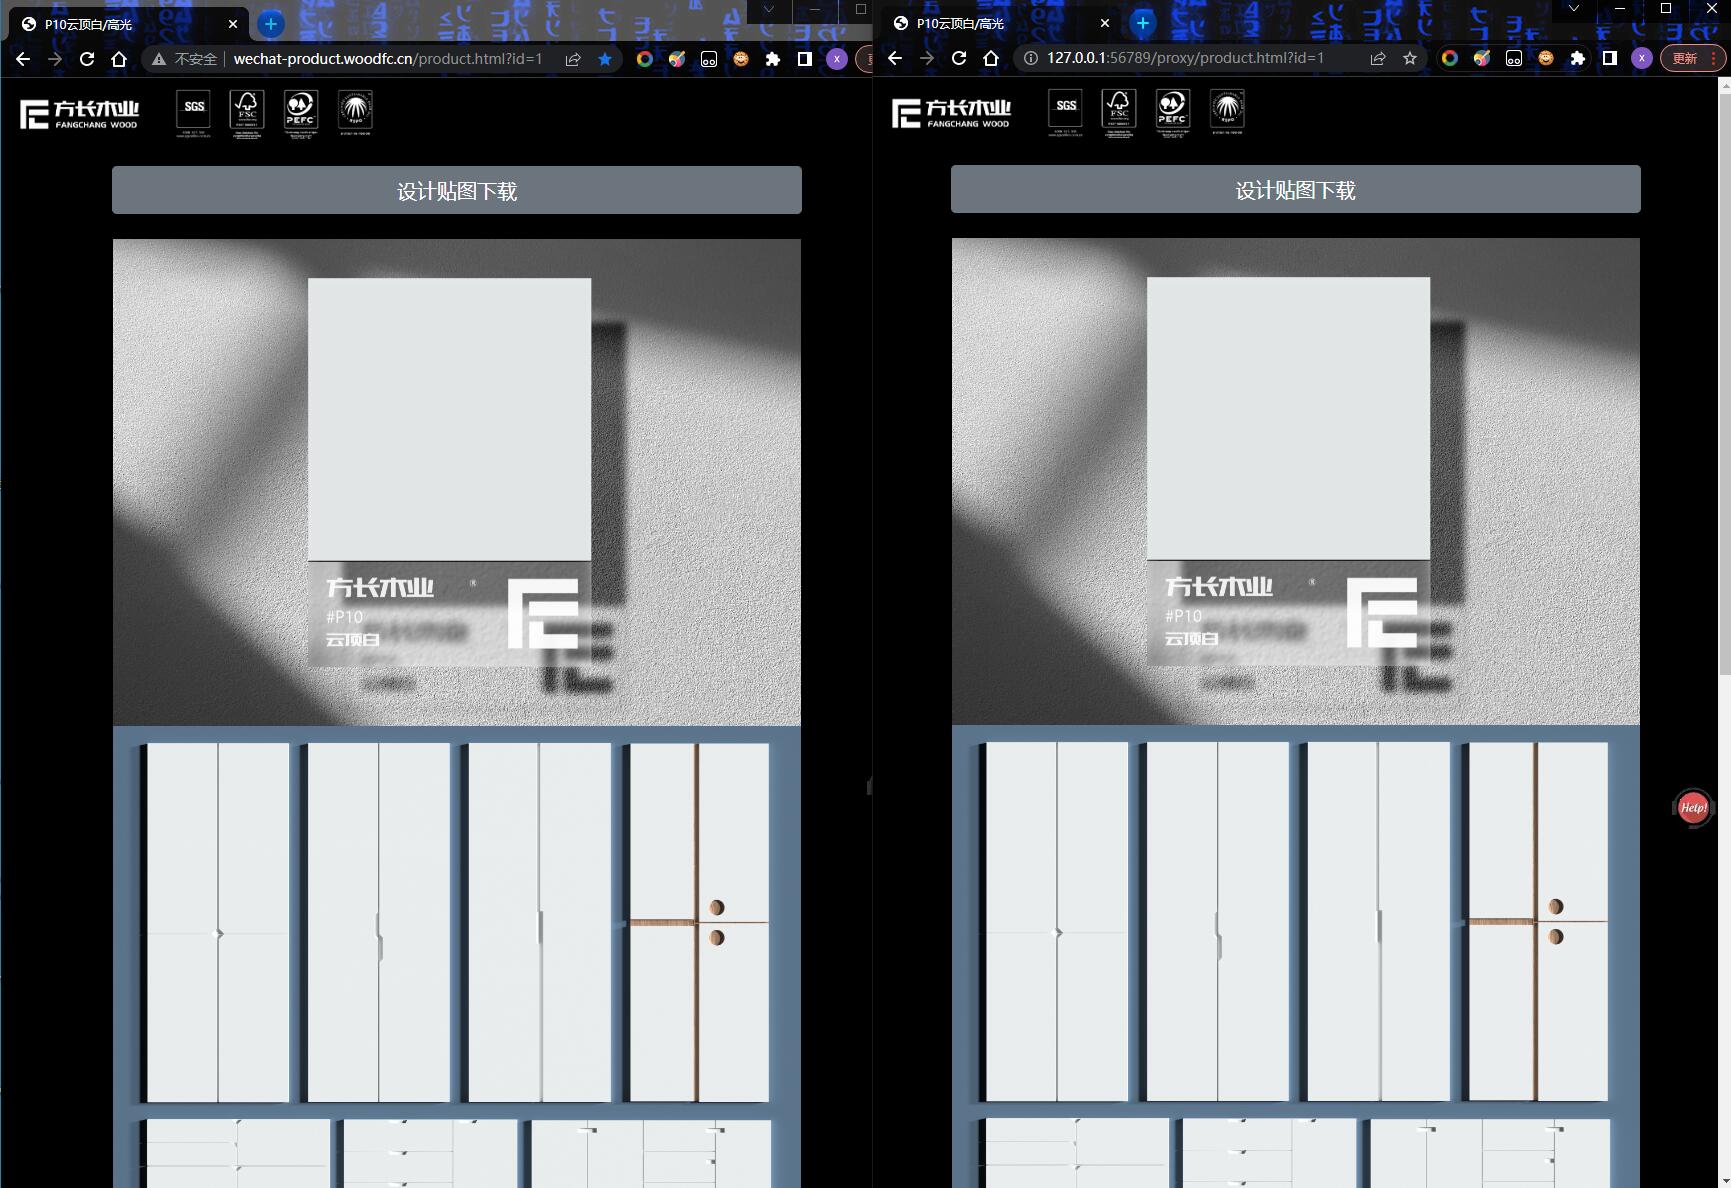 P10云顶白/高光
不安全
wechat-product.woodfc.cn/product.html?id=1
方长木业
FANGCHANG WOOD
SGS
FSC
PEFC
RSPO
设计贴图下载
方长木业 ®
#P10
云顶白
P10云顶白/高光
127.0.0.1:56789/proxy/product.html?id=1
更新
方长木业
FANGCHANG WOOD
SGS
FSC
PEFC
RSPO
设计贴图下载
方长木业 ®
#P10
云顶白
Help!